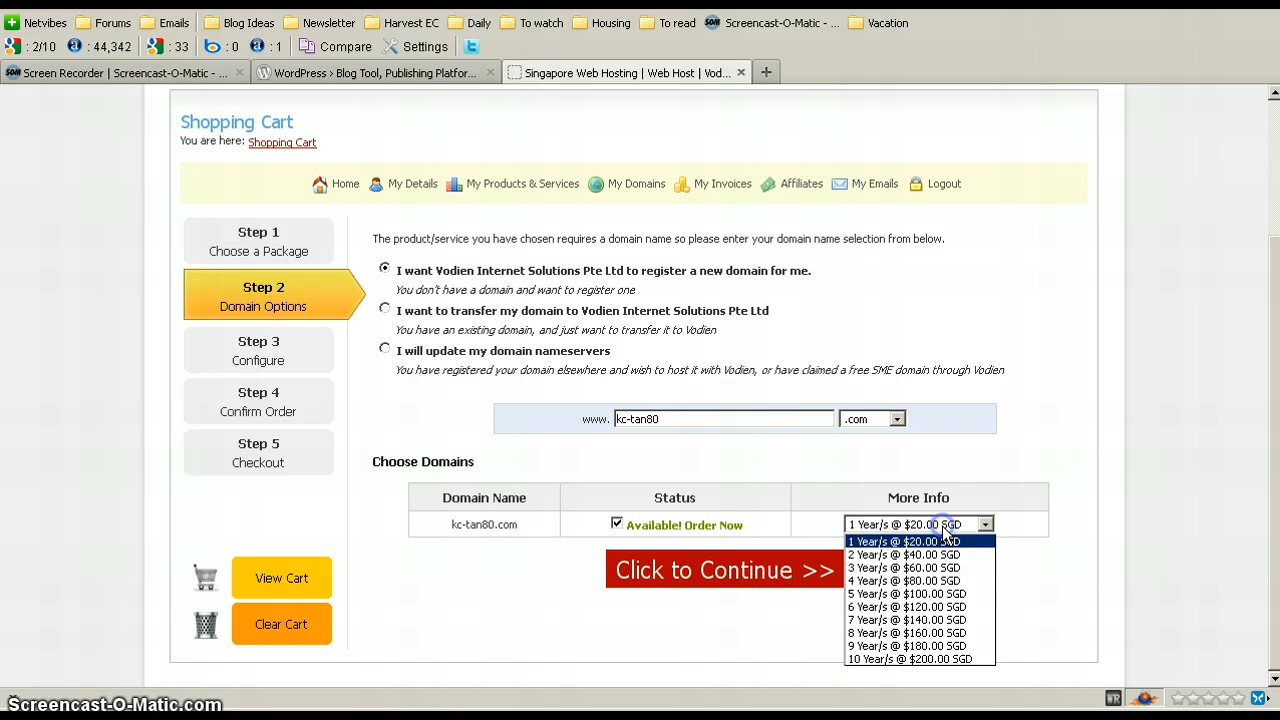 Netvibes Forums Emails Blog Ideas Newsletter Harvest EC Daily To watch Housing To read Screencast-O-Matic - ... Vacation
: 2/10 : 44,342 : 33 : 0 : 1 Compare Settings
Screen Recorder | Screencast-O-Matic - ... WordPress › Blog Tool, Publishing Platfor... Singapore Web Hosting | Web Host | Vod...
Shopping Cart
You are here: Shopping Cart
Home My Details My Products & Services My Domains My Invoices Affiliates My Emails Logout
Step 1
Choose a Package
Step 2
Domain Options
Step 3
Configure
Step 4
Confirm Order
Step 5
Checkout
View Cart
Clear Cart
The product/service you have chosen requires a domain name so please enter your domain name selection from below.
I want Vodien Internet Solutions Pte Ltd to register a new domain for me.
You don't have a domain and want to register one
I want to transfer my domain to Vodien Internet Solutions Pte Ltd
You have an existing domain, and just want to transfer it to Vodien
I will update my domain nameservers
You have registered your domain elsewhere and wish to host it with Vodien, or have claimed a free SME domain through Vodien
www. kc-tan80 .com
Choose Domains
Domain Name Status More Info
kc-tan80.com Available! Order Now 1 Year/s @ $20.00 SGD
1 Year/s @ $20.00 SGD
2 Year/s @ $40.00 SGD
3 Year/s @ $60.00 SGD
4 Year/s @ $80.00 SGD
5 Year/s @ $100.00 SGD
6 Year/s @ $120.00 SGD
7 Year/s @ $140.00 SGD
8 Year/s @ $160.00 SGD
9 Year/s @ $180.00 SGD
10 Year/s @ $200.00 SGD
Click to Continue >>
Screencast-O-Matic.com
WR